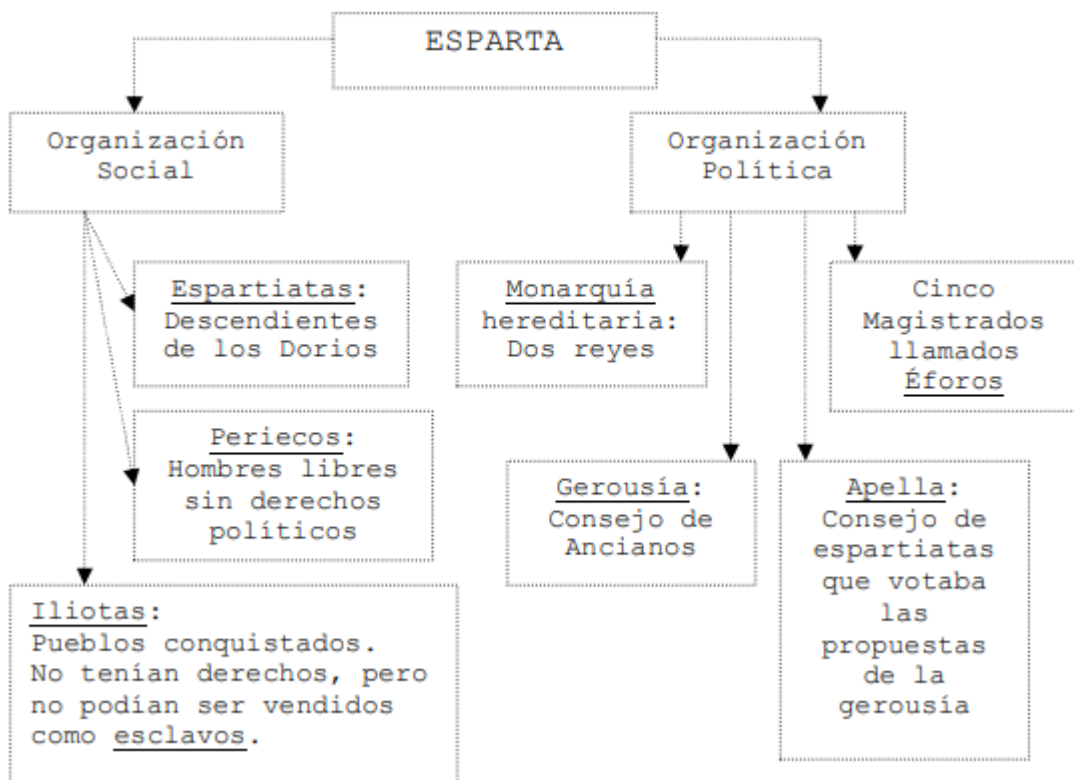 ESPARTA
Organización
Social
Organización
Política
Espartiatas:
Descendientes
de los Dorios
Monarquía
hereditaria:
Dos reyes
Cinco
Magistrados
llamados
Éforos
Periecos:
Hombres libres
sin derechos
políticos
Gerousía:
Consejo de
Ancianos
Apella:
Consejo de
espartiatas
que votaba
las
propuestas
de la
gerousía
Iliotas:
Pueblos conquistados.
No tenían derechos, pero
no podían ser vendidos
como esclavos.